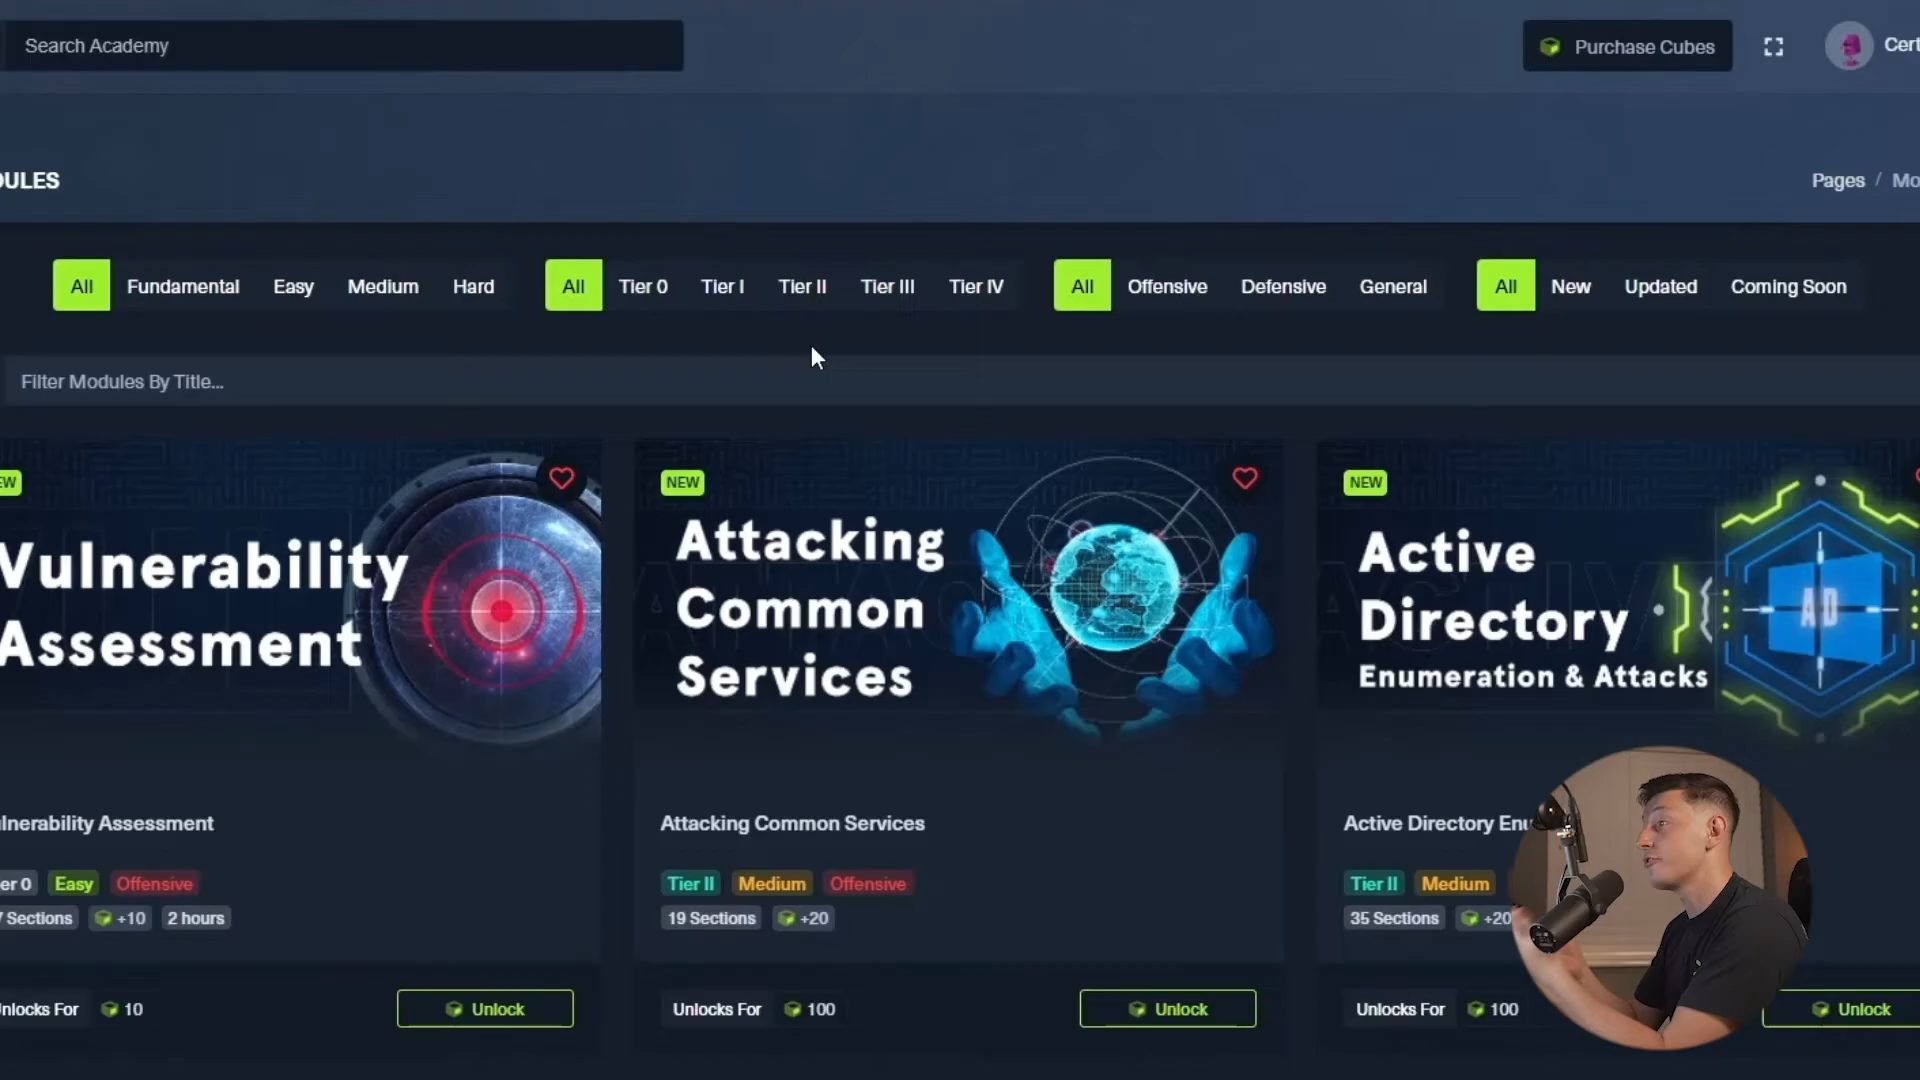 Search Academy
Purchase Cubes
Cert
DULES
Pages / Mo
All Fundamental Easy Medium Hard
All Tier 0 Tier I Tier II Tier III Tier IV
All Offensive Defensive General
All New Updated Coming Soon
Filter Modules By Title...
EW
Vulnerability
Assessment
lnerability Assessment
er 0 Easy Offensive
7 Sections +10 2 hours
nlocks For 10 Unlock
NEW
Attacking
Common
Services
Attacking Common Services
Tier II Medium Offensive
19 Sections +20
Unlocks For 100 Unlock
NEW
Active
Directory
Enumeration & Attacks
AD
Active Directory Enu
Tier II Medium
35 Sections +20
Unlocks For 100 Unlock